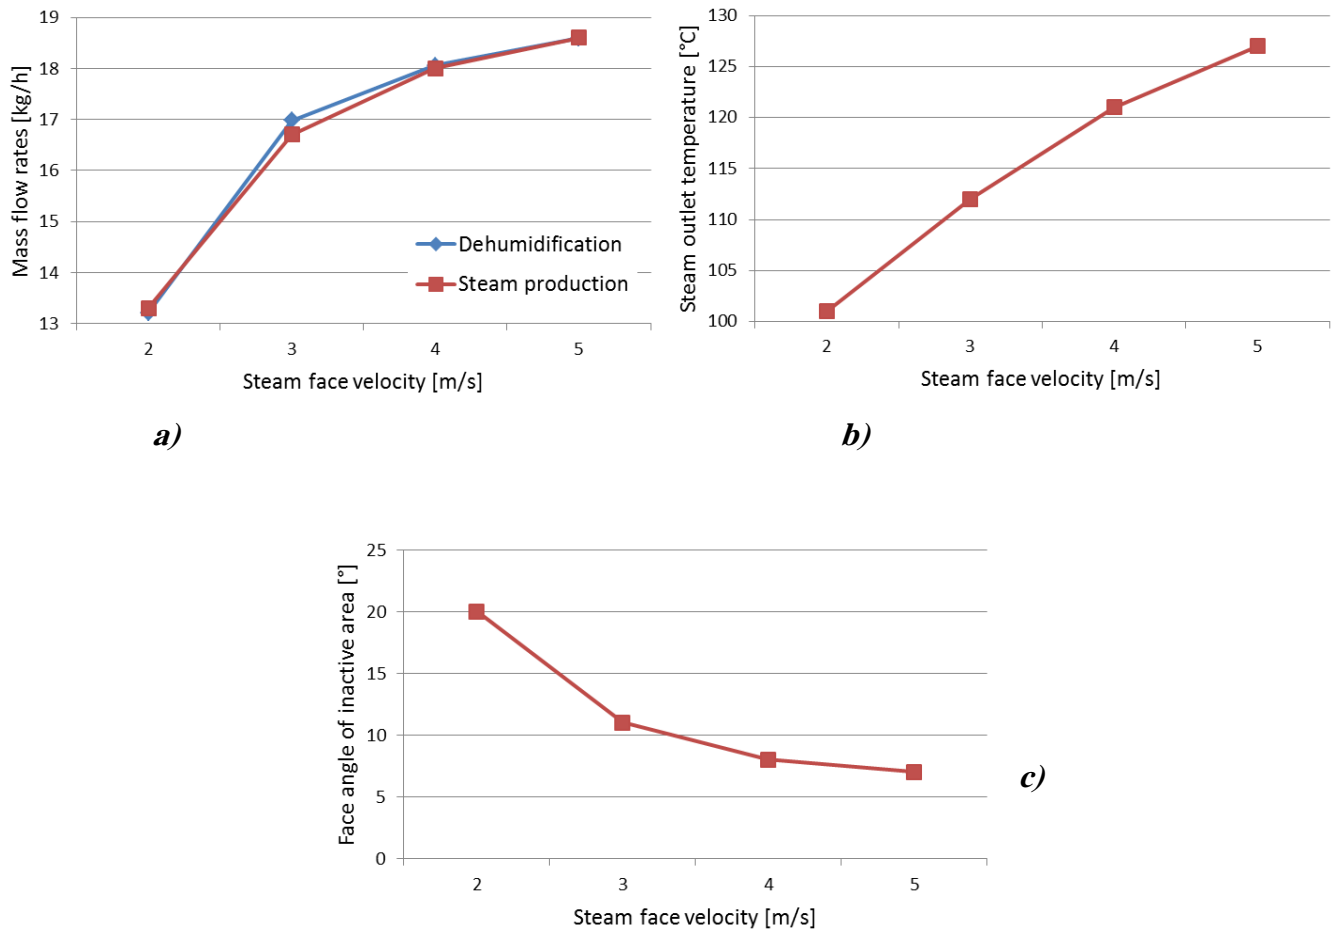 Mass flow rates [kg/h]
19
18
17
16
15
14
13
2 3 4 5
Steam face velocity [m/s]
Dehumidification
Steam production
a)
Steam outlet temperature [°C]
130
125
120
115
110
105
100
2 3 4 5
Steam face velocity [m/s]
b)
Face angle of inactive area [°]
25
20
15
10
5
0
2 3 4 5
Steam face velocity [m/s]
c)